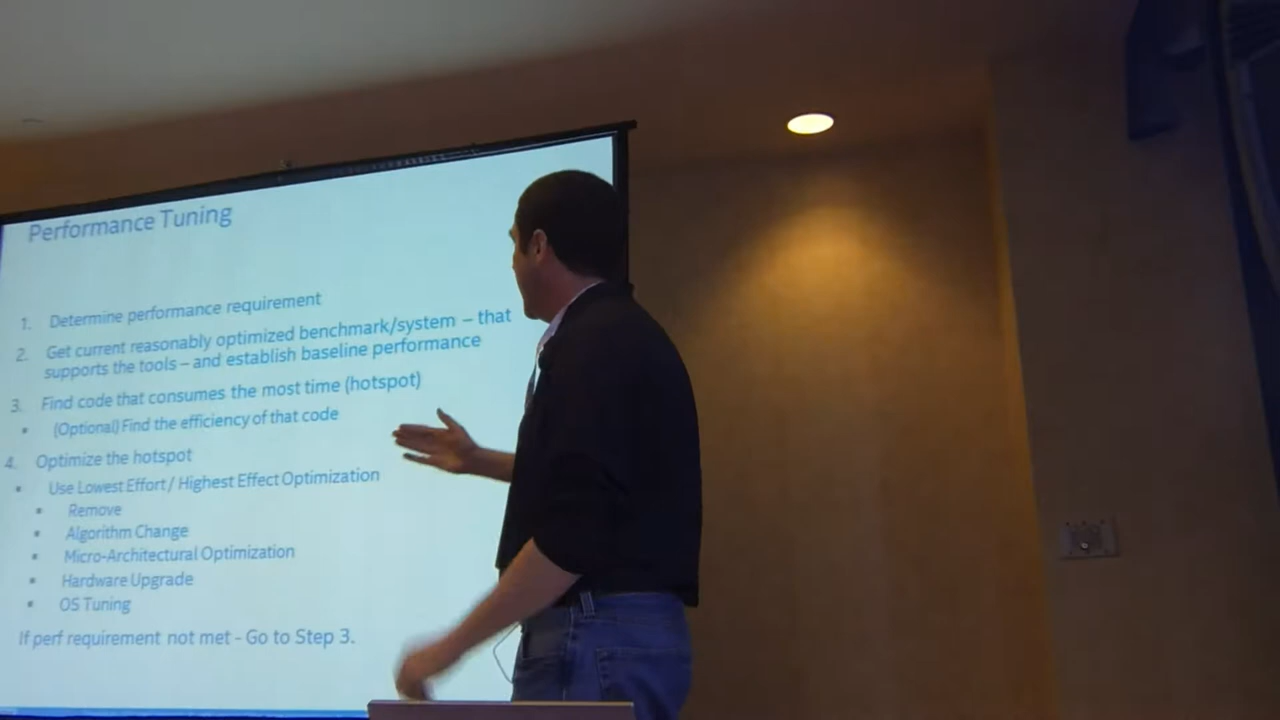 Performance Tuning
1. Determine performance requirement
2. Get current reasonably optimized benchmark/system – that
supports the tools – and establish baseline performance
3. Find code that consumes the most time (hotspot)
▪ (Optional) Find the efficiency of that code
4. Optimize the hotspot
▪ Use Lowest Effort / Highest Effect Optimization
▪ Remove
▪ Algorithm Change
▪ Micro-Architectural Optimization
▪ Hardware Upgrade
▪ OS Tuning
If perf requirement not met - Go to Step 3.